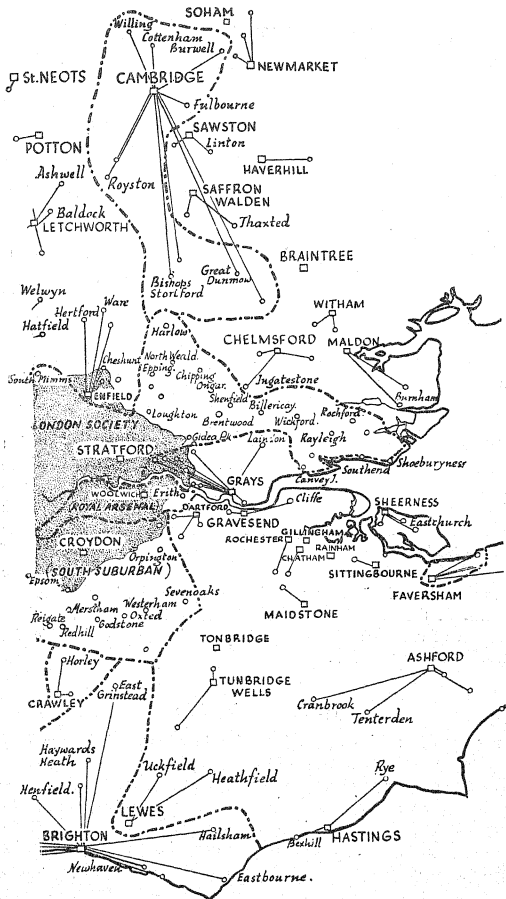 SOHAM
Willing
Cottenham
Burwell
NEWMARKET
St. NEOTS
CAMBRIDGE
Fulbourne
POTTON
SAWSTON
Linton
HAVERHILL
Ashwell
Royston
SAFFRON
WALDEN
Baldock
LETCHWORTH
Thaxted
BRAINTREE
Bishops
Stortford
Great
Dunmow
Welwyn
Ware
Hertford
WITHAM
Hatfield
Harlow
CHELMSFORD
MALDON
Cheshunt
North Weald
Epping
Chipping
Ongar
South Mimms
Ingatestone
ENFIELD
Shenfield
Burnham
Loughton
Billericay
Rochford
LONDON SOCIETY
Brentwood
Wickford
Gidea Pk
Laindon
Rayleigh
STRATFORD
Southend
Shoeburyness
Canvey I.
GRAYS
WOOLWICH
Erith
Cliffe
(ROYAL ARSENAL)
DARTFORD
GRAVESEND
SHEERNESS
Eastchurch
ROCHESTER
GILLINGHAM
CROYDON
CHATHAM
RAINHAM
Orpington
(SOUTH SUBURBAN)
SITTINGBOURNE
Epsom
FAVERSHAM
Sevenoaks
Merstham
Westerham
MAIDSTONE
Reigate
Redhill
Godstone
Oxted
TONBRIDGE
Horley
ASHFORD
CRAWLEY
East
Grinstead
TUNBRIDGE
WELLS
Cranbrook
Tenterden
Haywards
Heath
Uckfield
Heathfield
Rye
Henfield.
LEWES
BRIGHTON
Hailsham
Bexhill
HASTINGS
Newhaven
Eastbourne.